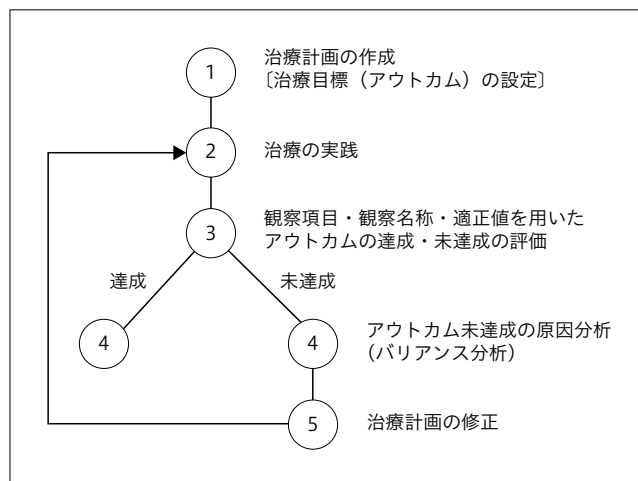 1
治療計画の作成
〔治療目標（アウトカム）の設定〕
2
治療の実践
3
観察項目・観察名称・適正値を用いた
アウトカムの達成・未達成の評価
達成
未達成
4
4
アウトカム未達成の原因分析
（バリアンス分析）
5
治療計画の修正